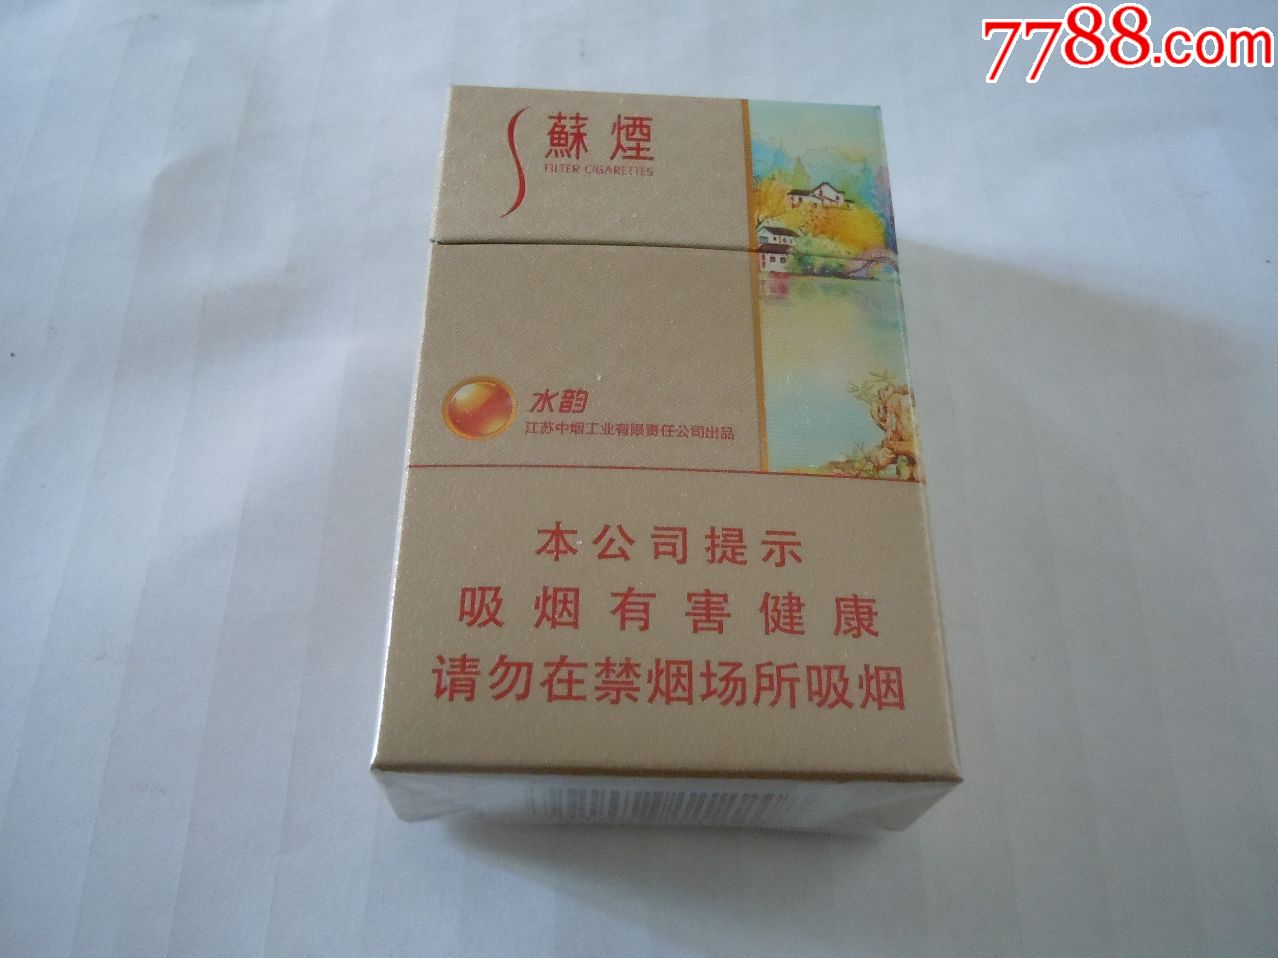 7788.com
蘇煙
FILTER CIGARETTES
水韵
江苏中烟工业有限责任公司出品
本公司提示
吸烟有害健康
请勿在禁烟场所吸烟